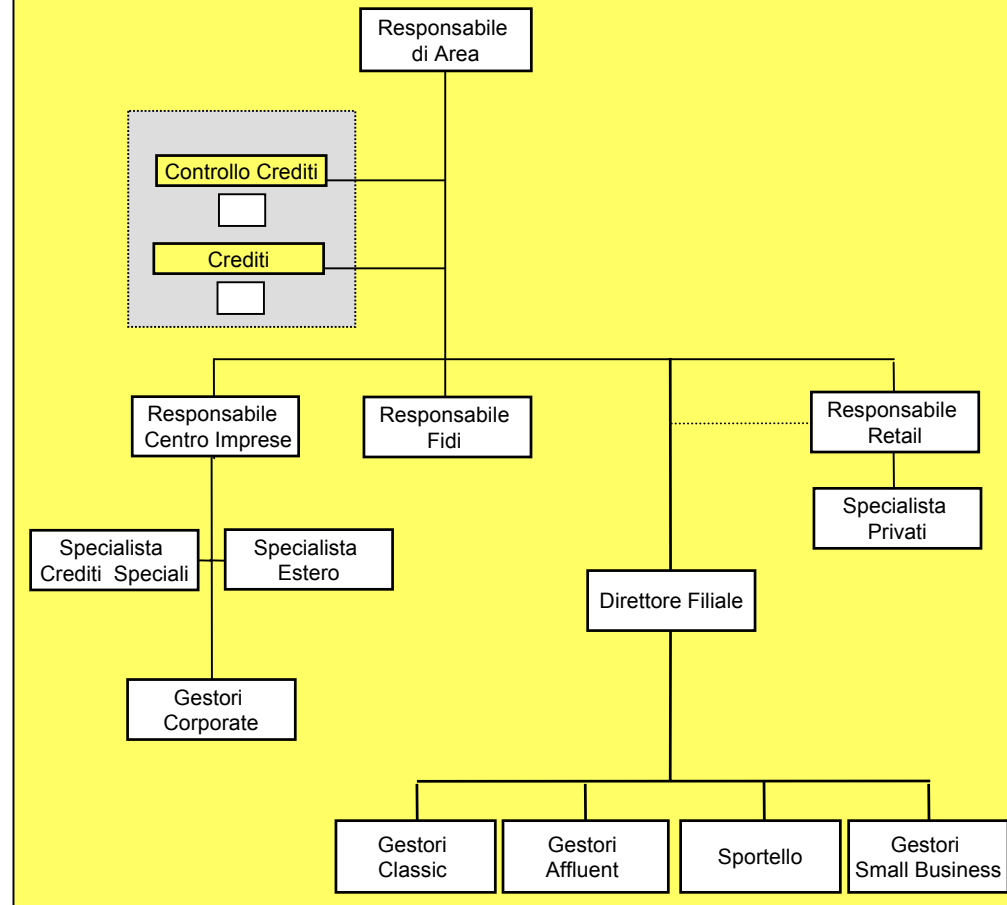 Responsabile
di Area
Controllo Crediti
Crediti
Responsabile
Centro Imprese
Responsabile
Fidi
Responsabile
Retail
Specialista
Privati
Specialista
Crediti Speciali
Specialista
Estero
Direttore Filiale
Gestori
Corporate
Gestori
Classic
Gestori
Affluent
Sportello
Gestori
Small Business